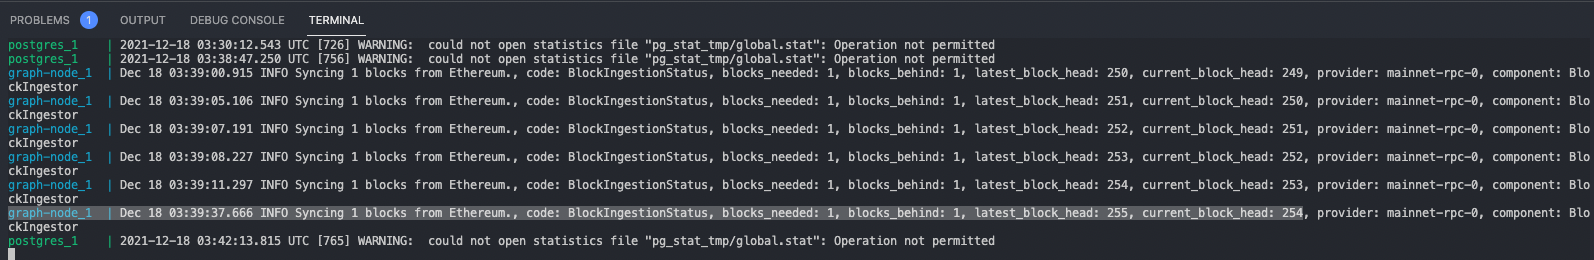 PROBLEMS 1 OUTPUT DEBUG CONSOLE TERMINAL
postgres_1 | 2021-12-18 03:30:12.543 UTC [726] WARNING: could not open statistics file "pg_stat_tmp/global.stat": Operation not permitted
postgres_1 | 2021-12-18 03:38:47.250 UTC [756] WARNING: could not open statistics file "pg_stat_tmp/global.stat": Operation not permitted
graph-node_1 | Dec 18 03:39:00.915 INFO Syncing 1 blocks from Ethereum., code: BlockIngestionStatus, blocks_needed: 1, blocks_behind: 1, latest_block_head: 250, current_block_head: 249, provider: mainnet-rpc-0, component: Blo
ckIngestor
graph-node_1 | Dec 18 03:39:05.106 INFO Syncing 1 blocks from Ethereum., code: BlockIngestionStatus, blocks_needed: 1, blocks_behind: 1, latest_block_head: 251, current_block_head: 250, provider: mainnet-rpc-0, component: Blo
ckIngestor
graph-node_1 | Dec 18 03:39:07.191 INFO Syncing 1 blocks from Ethereum., code: BlockIngestionStatus, blocks_needed: 1, blocks_behind: 1, latest_block_head: 252, current_block_head: 251, provider: mainnet-rpc-0, component: Blo
ckIngestor
graph-node_1 | Dec 18 03:39:08.227 INFO Syncing 1 blocks from Ethereum., code: BlockIngestionStatus, blocks_needed: 1, blocks_behind: 1, latest_block_head: 253, current_block_head: 252, provider: mainnet-rpc-0, component: Blo
ckIngestor
graph-node_1 | Dec 18 03:39:11.297 INFO Syncing 1 blocks from Ethereum., code: BlockIngestionStatus, blocks_needed: 1, blocks_behind: 1, latest_block_head: 254, current_block_head: 253, provider: mainnet-rpc-0, component: Blo
ckIngestor
graph-node_1 | Dec 18 03:39:37.666 INFO Syncing 1 blocks from Ethereum., code: BlockIngestionStatus, blocks_needed: 1, blocks_behind: 1, latest_block_head: 255, current_block_head: 254, provider: mainnet-rpc-0, component: Blo
ckIngestor
postgres_1 | 2021-12-18 03:42:13.815 UTC [765] WARNING: could not open statistics file "pg_stat_tmp/global.stat": Operation not permitted